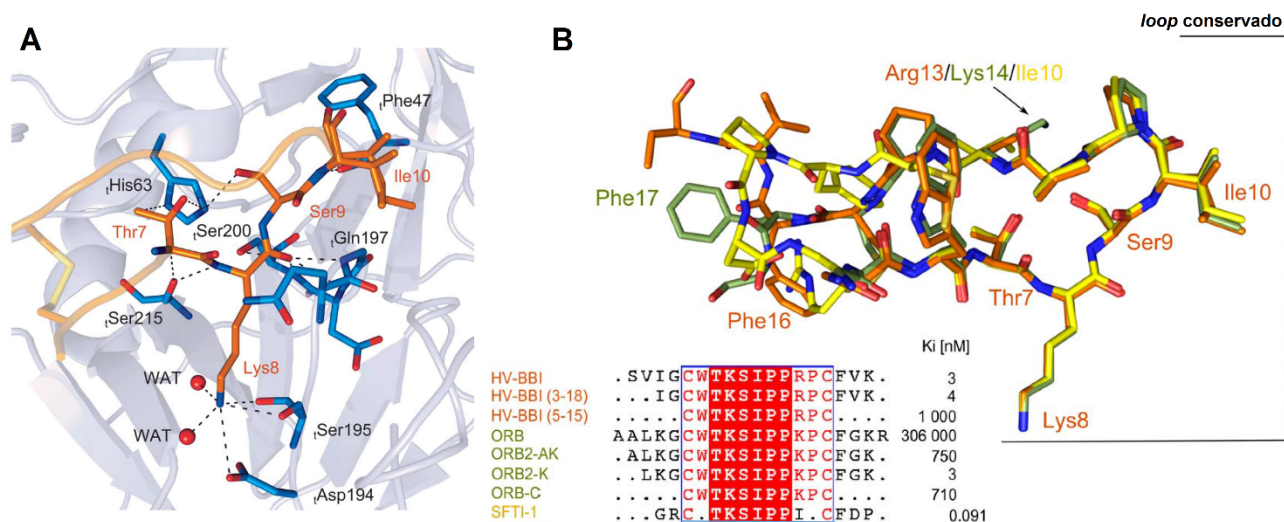 A
tPhe47
tHis63
Ile10
Thr7
Ser9
tSer200
tGln197
tSer215
WAT
Lys8
WAT
tSer195
tAsp194
B
loop conservado
Arg13/Lys14/Ile10
Phe17
Ile10
Ser9
Thr7
Phe16
Lys8
Ki [nM]
HV-BBI .SVIGCWTKSIPPRPCFVK. 3
HV-BBI (3-18) ...IGCWTKSIPPRPCFVK. 4
HV-BBI (5-15) .....CWTKSIPPRPC.... 1 000
ORB AALKGCWTKSIPPKPCFGKR 306 000
ORB2-AK .ALKGCWTKSIPPKPCFGK. 750
ORB2-K ..LKGCWTKSIPPKPCFGK. 3
ORB-C .....CWTKSIPPKPC.... 710
SFTI-1 ...GRC.TKSIPPI.CFDP. 0.091